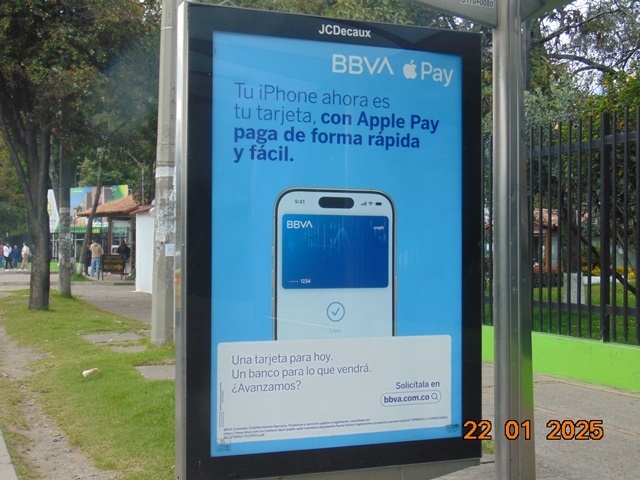 JCDecaux
BBVA Pay
Tu iPhone ahora es
tu tarjeta, con Apple Pay
paga de forma rápida
y fácil.
9:41
BBVA
credit
•••• 1234
Una tarjeta para hoy.
Un banco para lo que vendrá.
¿Avanzamos?
Solicítala en
bbva.com.co
22 01 2025